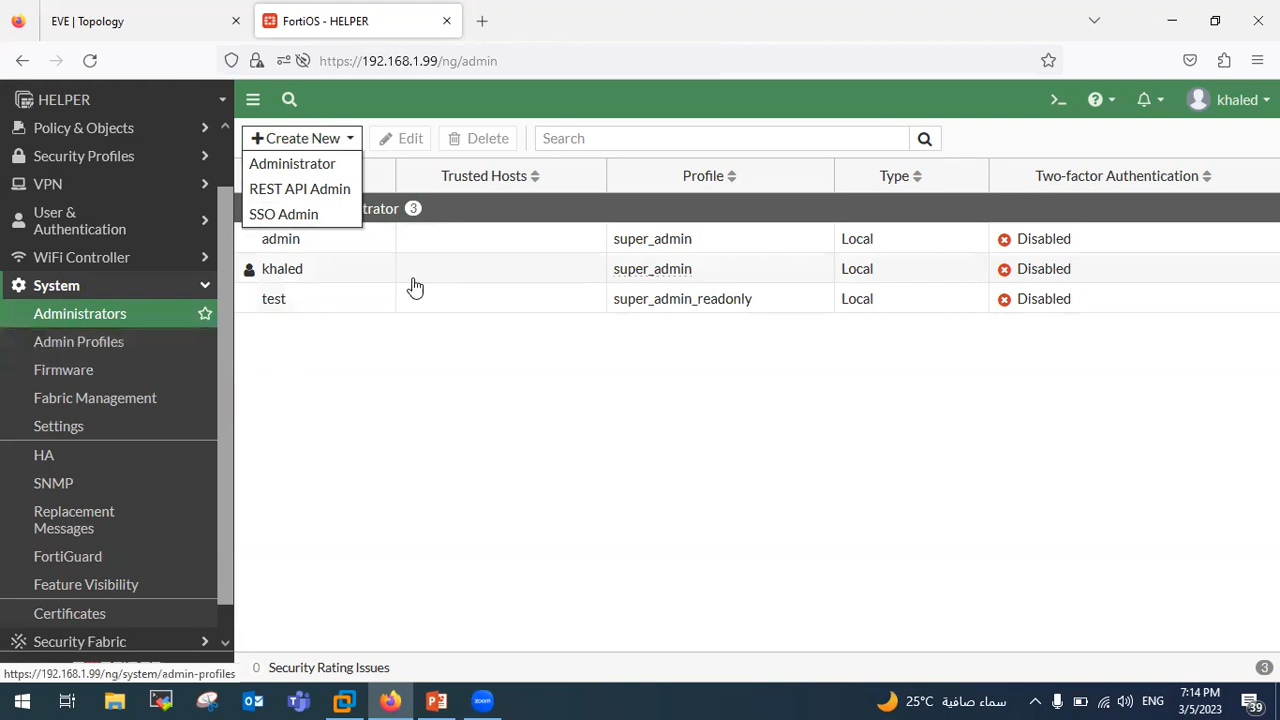 EVE | Topology
FortiOS - HELPER
https://192.168.1.99/ng/admin
HELPER
khaled
Policy & Objects
Security Profiles
VPN
User &
Authentication
WiFi Controller
System
Administrators
Admin Profiles
Firmware
Fabric Management
Settings
HA
SNMP
Replacement
Messages
FortiGuard
Feature Visibility
Certificates
Security Fabric
https://192.168.1.99/ng/system/admin-profiles
Create New
Edit
Delete
Search
Administrator
REST API Admin
SSO Admin
Trusted Hosts
Profile
Type
Two-factor Authentication
trator 3
admin super_admin Local Disabled
khaled super_admin Local Disabled
test super_admin_readonly Local Disabled
0 Security Rating Issues
3
25°C سماء صافية
ENG
7:14 PM
3/5/2023
39